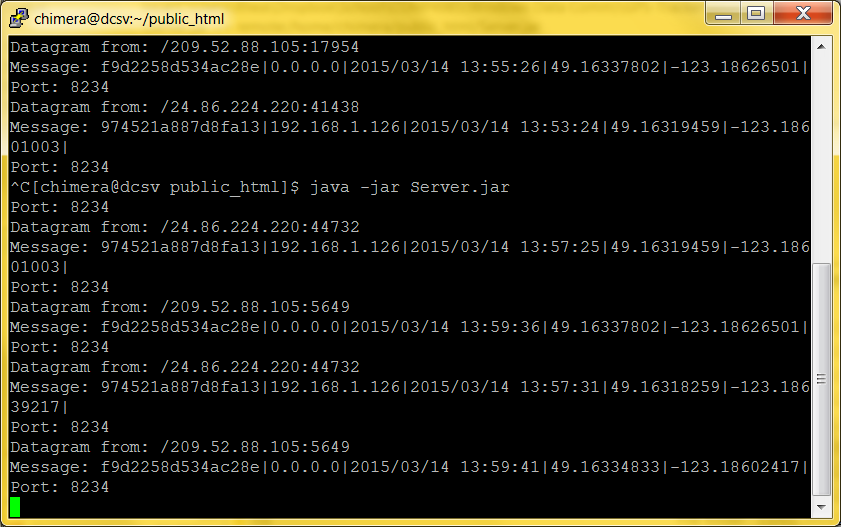 chimera@dcsv:~/public_html
Datagram from: /209.52.88.105:17954
Message: f9d2258d534ac28e|0.0.0.0|2015/03/14 13:55:26|49.16337802|-123.18626501|
Port: 8234
Datagram from: /24.86.224.220:41438
Message: 974521a887d8fa13|192.168.1.126|2015/03/14 13:53:24|49.16319459|-123.186
01003|
Port: 8234
^C[chimera@dcsv public_html]$ java -jar Server.jar
Port: 8234
Datagram from: /24.86.224.220:44732
Message: 974521a887d8fa13|192.168.1.126|2015/03/14 13:57:25|49.16319459|-123.186
01003|
Port: 8234
Datagram from: /209.52.88.105:5649
Message: f9d2258d534ac28e|0.0.0.0|2015/03/14 13:59:36|49.16337802|-123.18626501|
Port: 8234
Datagram from: /24.86.224.220:44732
Message: 974521a887d8fa13|192.168.1.126|2015/03/14 13:57:31|49.16318259|-123.186
39217|
Port: 8234
Datagram from: /209.52.88.105:5649
Message: f9d2258d534ac28e|0.0.0.0|2015/03/14 13:59:41|49.16334833|-123.18602417|
Port: 8234